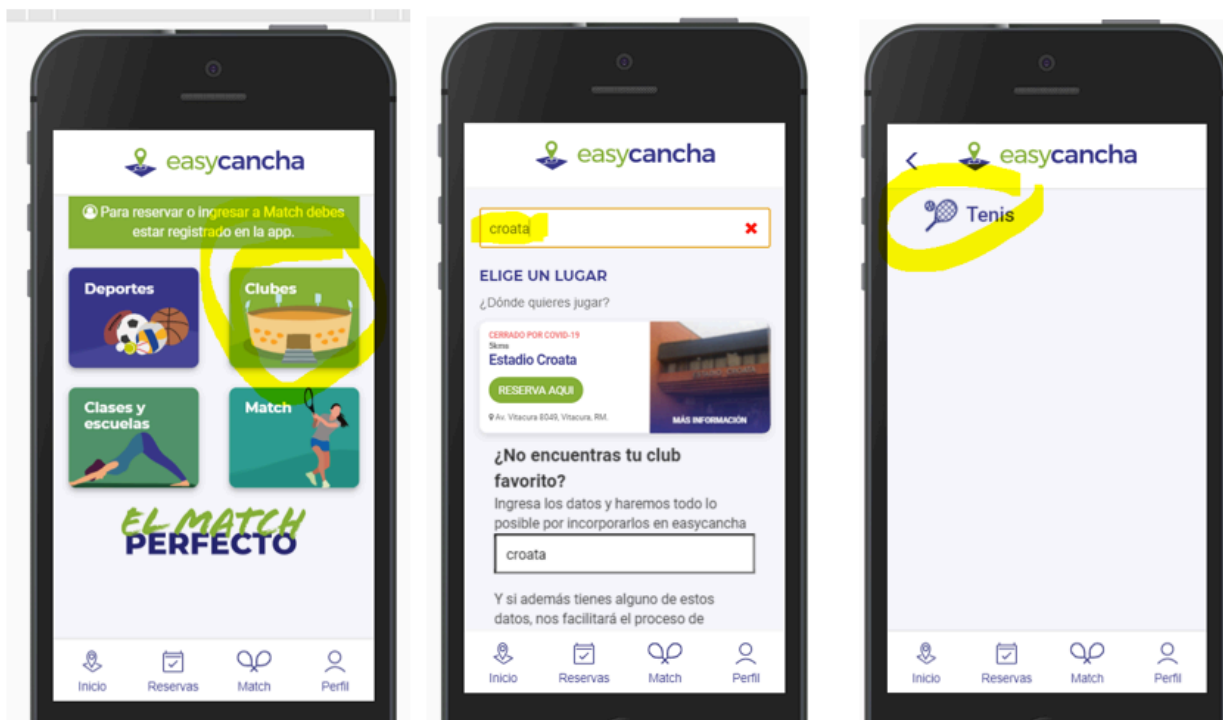 easycancha
Para reservar o ingresar a Match debes
estar registrado en la app.
Deportes
Clubes
Clases y
escuelas
Match
EL MATCH
PERFECTO
Inicio
Reservas
Match
Perfil
easycancha
croata
ELIGE UN LUGAR
¿Dónde quieres jugar?
CERRADO POR COVID-19
5kms
Estadio Croata
RESERVA AQUI
Av. Vitacura 8049, Vitacura, RM.
ESTADIO CROATA
MÁS INFORMACIÓN
¿No encuentras tu club
favorito?
Ingresa los datos y haremos todo lo
posible por incorporarlos en easycancha
croata
Y si además tienes alguno de estos
datos, nos facilitará el proceso de
Inicio
Reservas
Match
Perfil
easycancha
Tenis
Inicio
Reservas
Match
Perfil